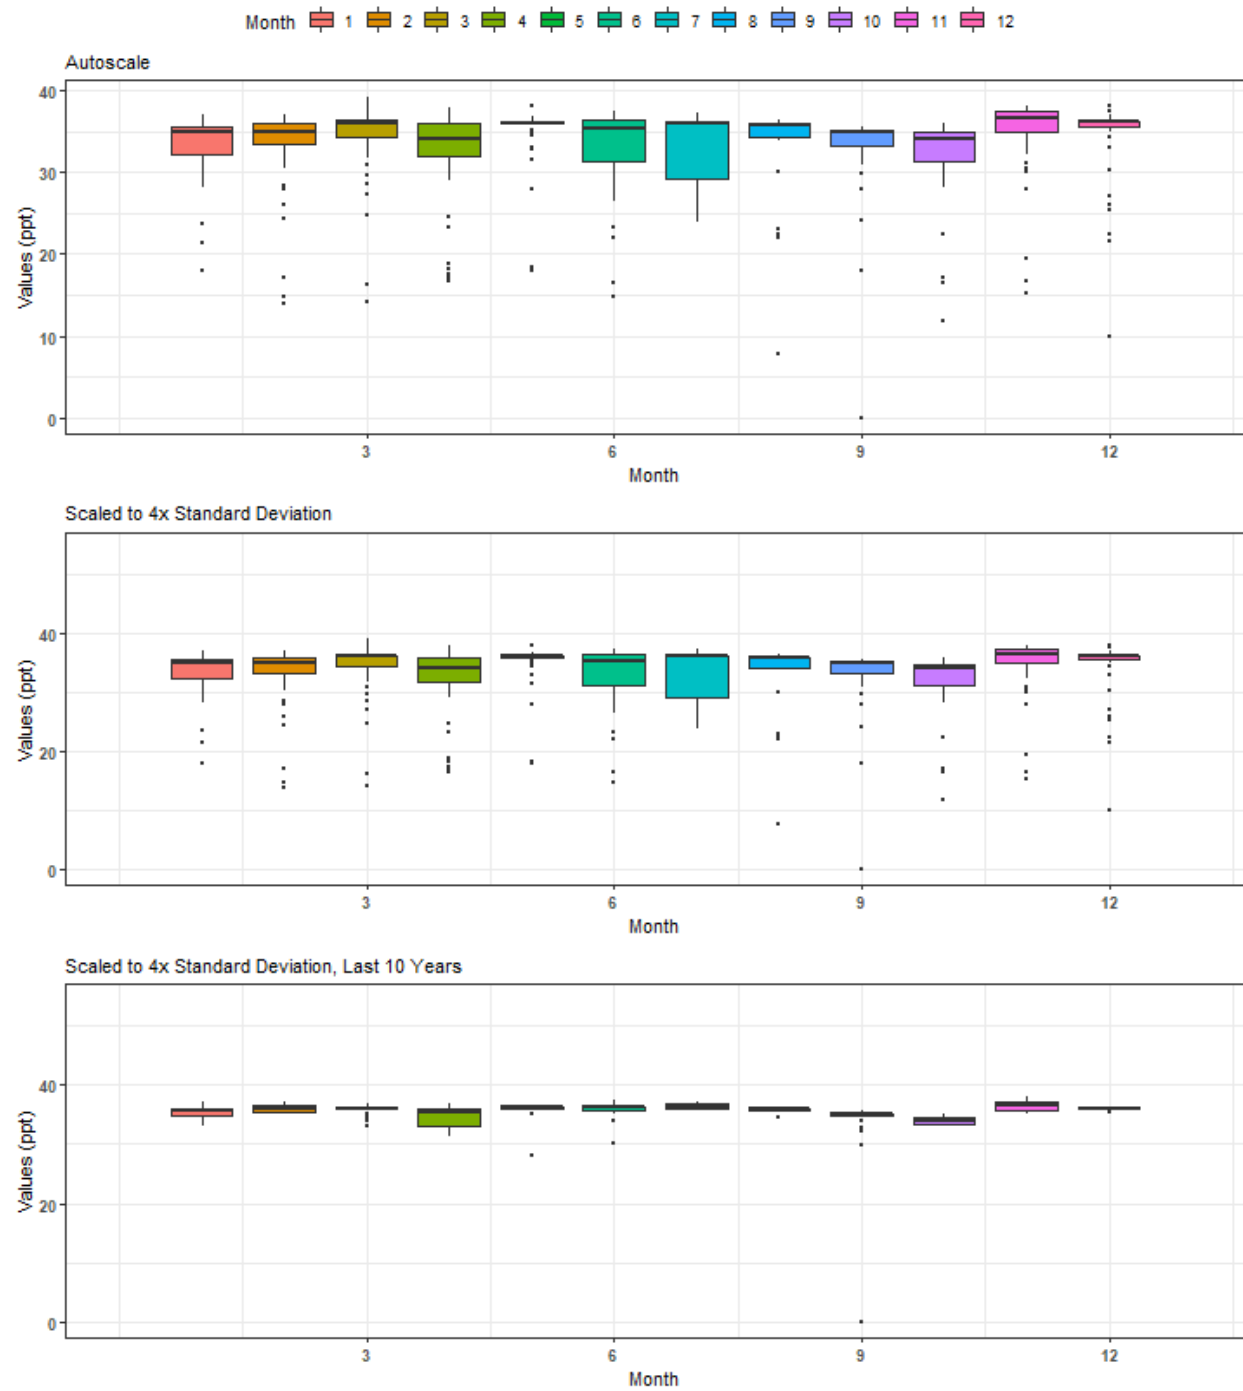 Month 1 2 3 4 5 6 7 8 9 10 11 12
Autoscale
40
30
20
10
0
Values (ppt)
3 6 9 12
Month
Scaled to 4x Standard Deviation
40
20
0
Values (ppt)
3 6 9 12
Month
Scaled to 4x Standard Deviation, Last 10 Years
40
20
0
Values (ppt)
3 6 9 12
Month